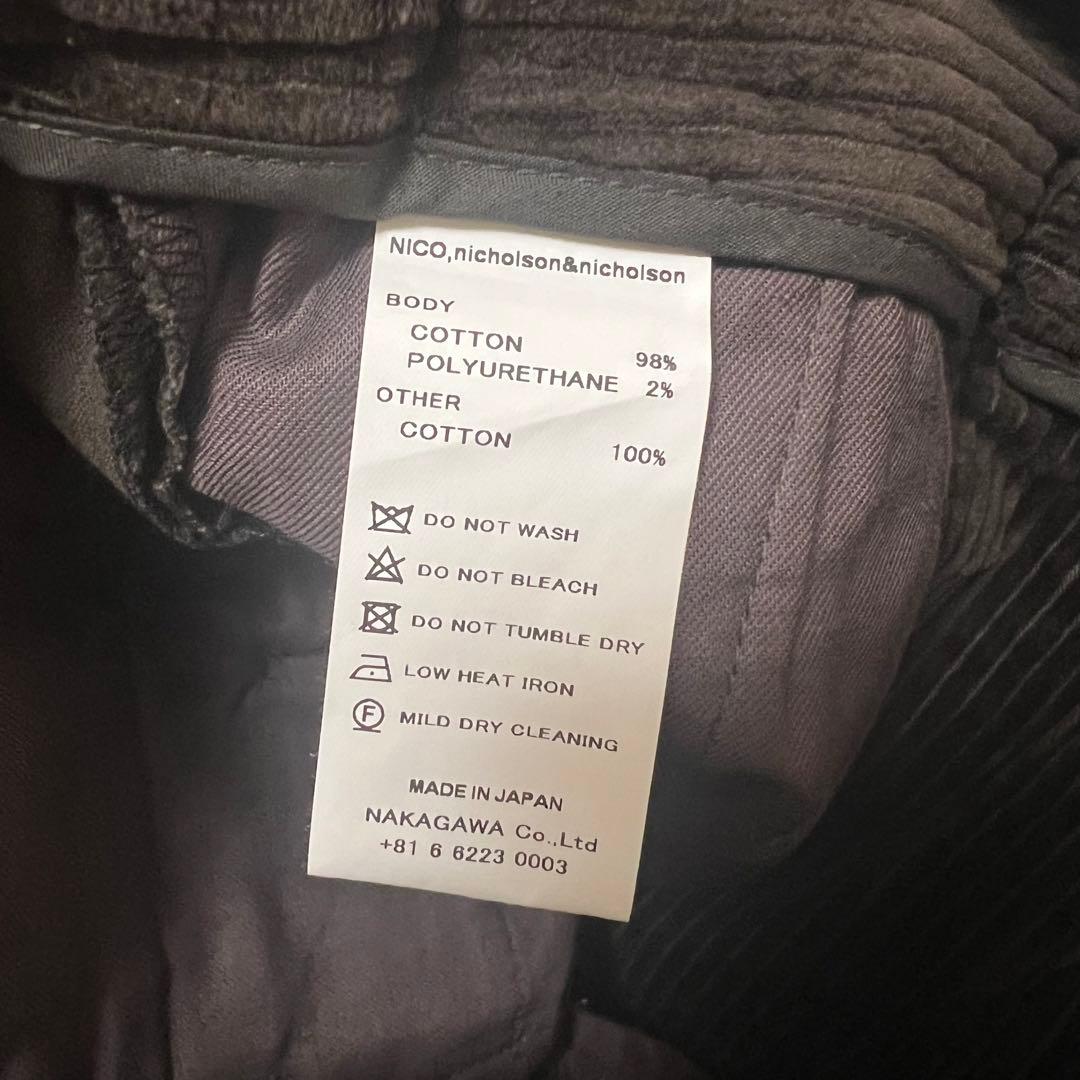 NICO,nicholson&nicholson
BODY
COTTON 98%
POLYURETHANE 2%
OTHER
COTTON 100%
DO NOT WASH
DO NOT BLEACH
DO NOT TUMBLE DRY
LOW HEAT IRON
F MILD DRY CLEANING
MADE IN JAPAN
NAKAGAWA Co.,Ltd
+81 6 6223 0003